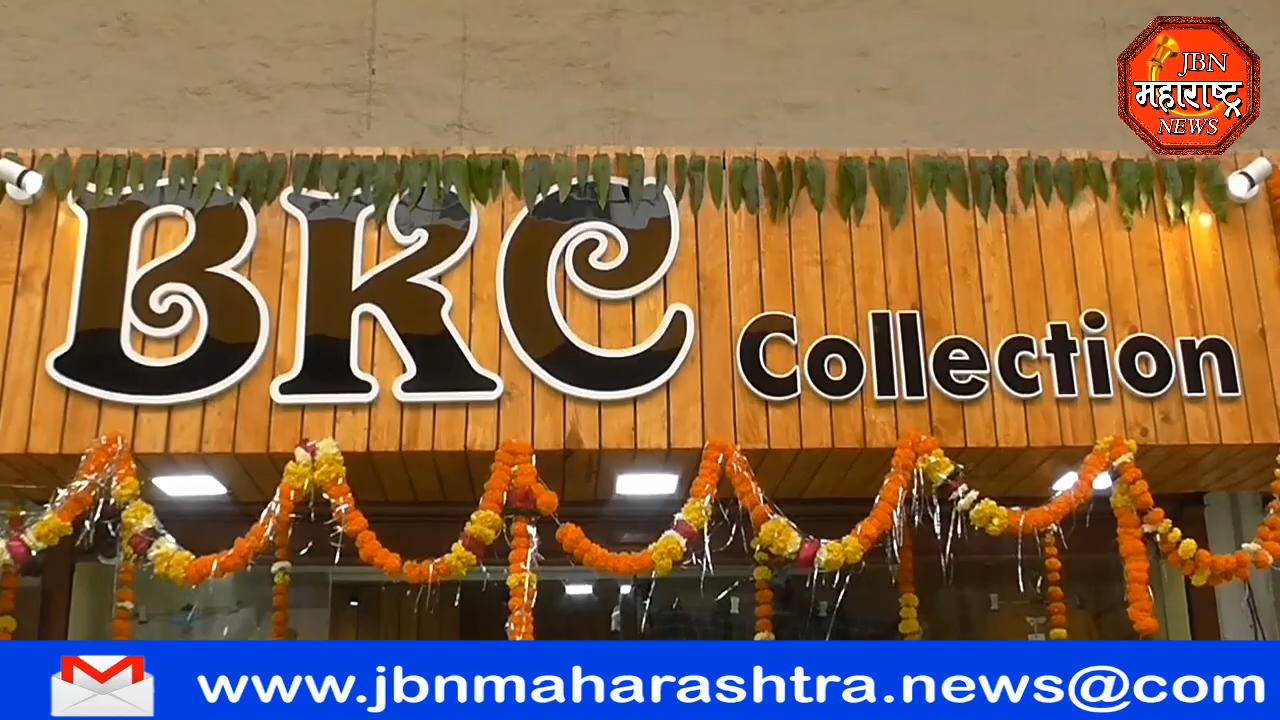 JBN
महाराष्ट्र
NEWS
BKC Collection
www.jbnmaharashtra.news@com